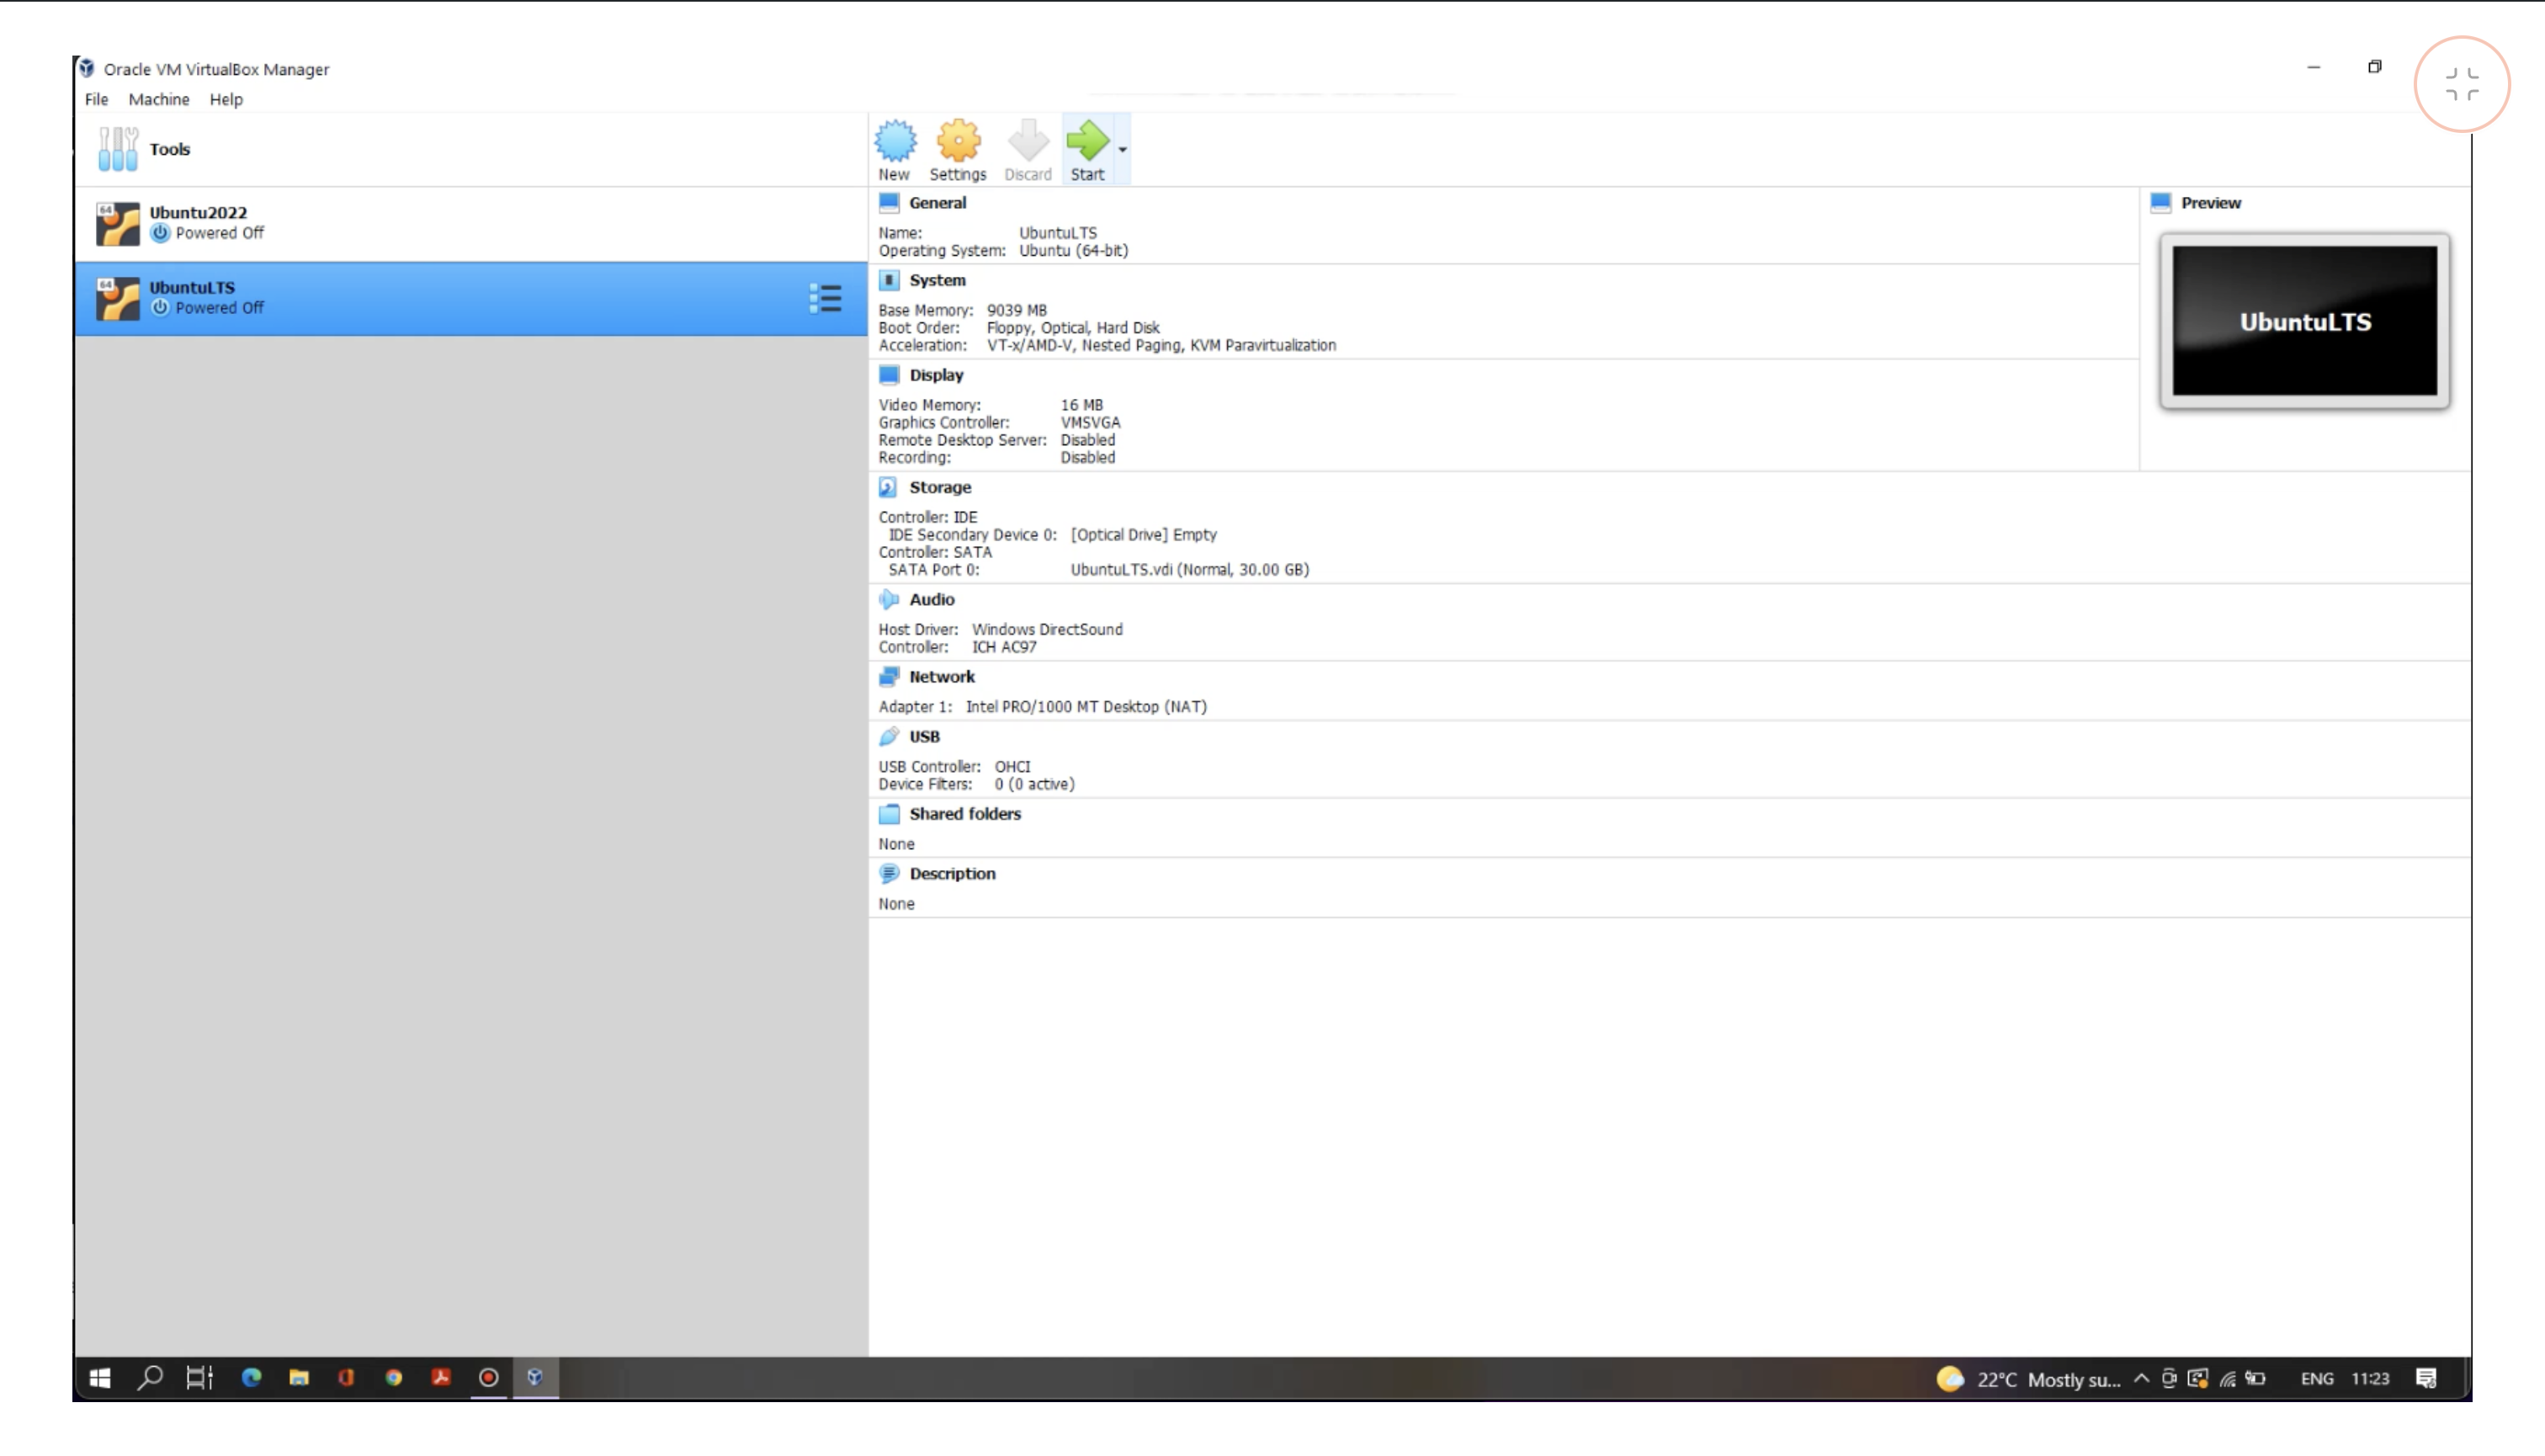 Oracle VM VirtualBox Manager
File Machine Help
Tools
New Settings Discard Start
64 Ubuntu2022
Powered Off
64 UbuntuLTS
Powered Off
General
Name: UbuntuLTS
Operating System: Ubuntu (64-bit)
System
Base Memory: 9039 MB
Boot Order: Floppy, Optical, Hard Disk
Acceleration: VT-x/AMD-V, Nested Paging, KVM Paravirtualization
Display
Video Memory: 16 MB
Graphics Controller: VMSVGA
Remote Desktop Server: Disabled
Recording: Disabled
Storage
Controller: IDE
IDE Secondary Device 0: [Optical Drive] Empty
Controller: SATA
SATA Port 0: UbuntuLTS.vdi (Normal, 30.00 GB)
Audio
Host Driver: Windows DirectSound
Controller: ICH AC97
Network
Adapter 1: Intel PRO/1000 MT Desktop (NAT)
USB
USB Controller: OHCI
Device Filters: 0 (0 active)
Shared folders
None
Description
None
Preview
UbuntuLTS
22°C Mostly su... ENG 11:23